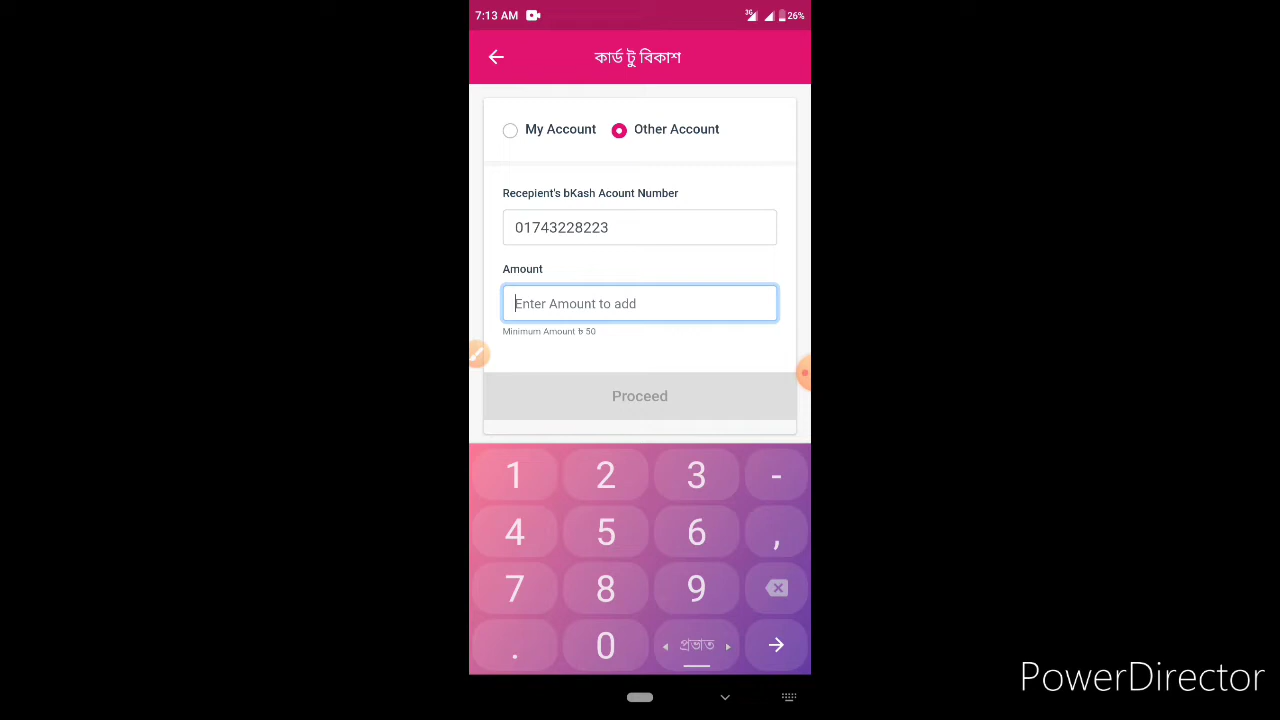 7:13 AM 3G 26%
কার্ড টু বিকাশ
My Account Other Account
Recepient's bKash Acount Number
01743228223
Amount
Enter Amount to add
Minimum Amount ৳ 50
Proceed
1 2 3 -
4 5 6 ,
7 8 9
. 0 প্রভাত
PowerDirector